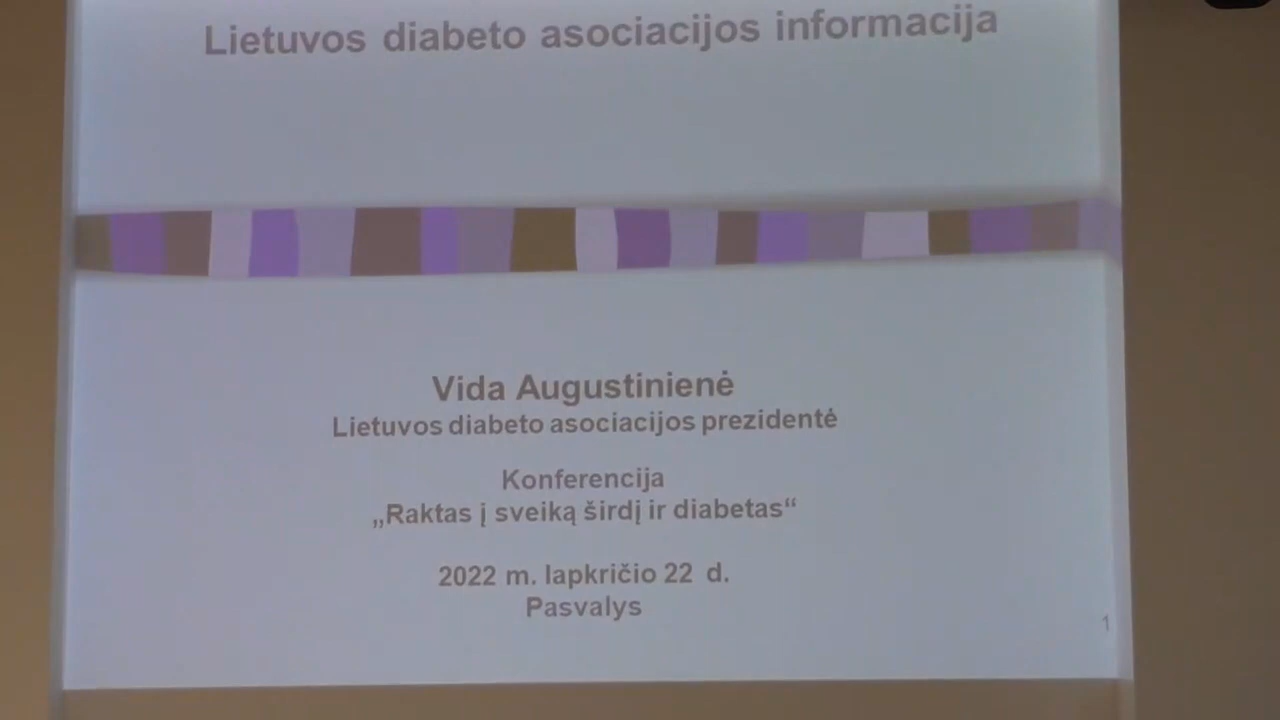 Lietuvos diabeto asociacijos informacija
Vida Augustinienė
Lietuvos diabeto asociacijos prezidentė
Konferencija
„Raktas į sveiką širdį ir diabetas“
2022 m. lapkričio 22 d.
Pasvalys
1